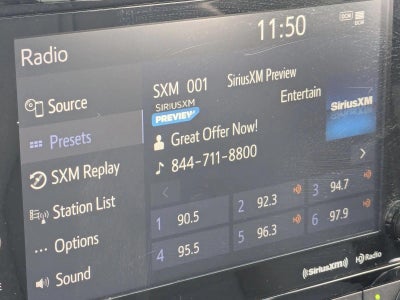 11:50
DCM
Radio
Source
Presets
SXM Replay
Station List
Options
Sound
SXM 001 SiriusXM Preview
SIRIUSXM
PREVIEW
Entertain
SiriusXM
Great Offer Now!
844-711-8800
1 90.5
2 92.3
3 94.7
4 95.5
5 96.3
6 97.9
((SiriusXM))
HD Radio